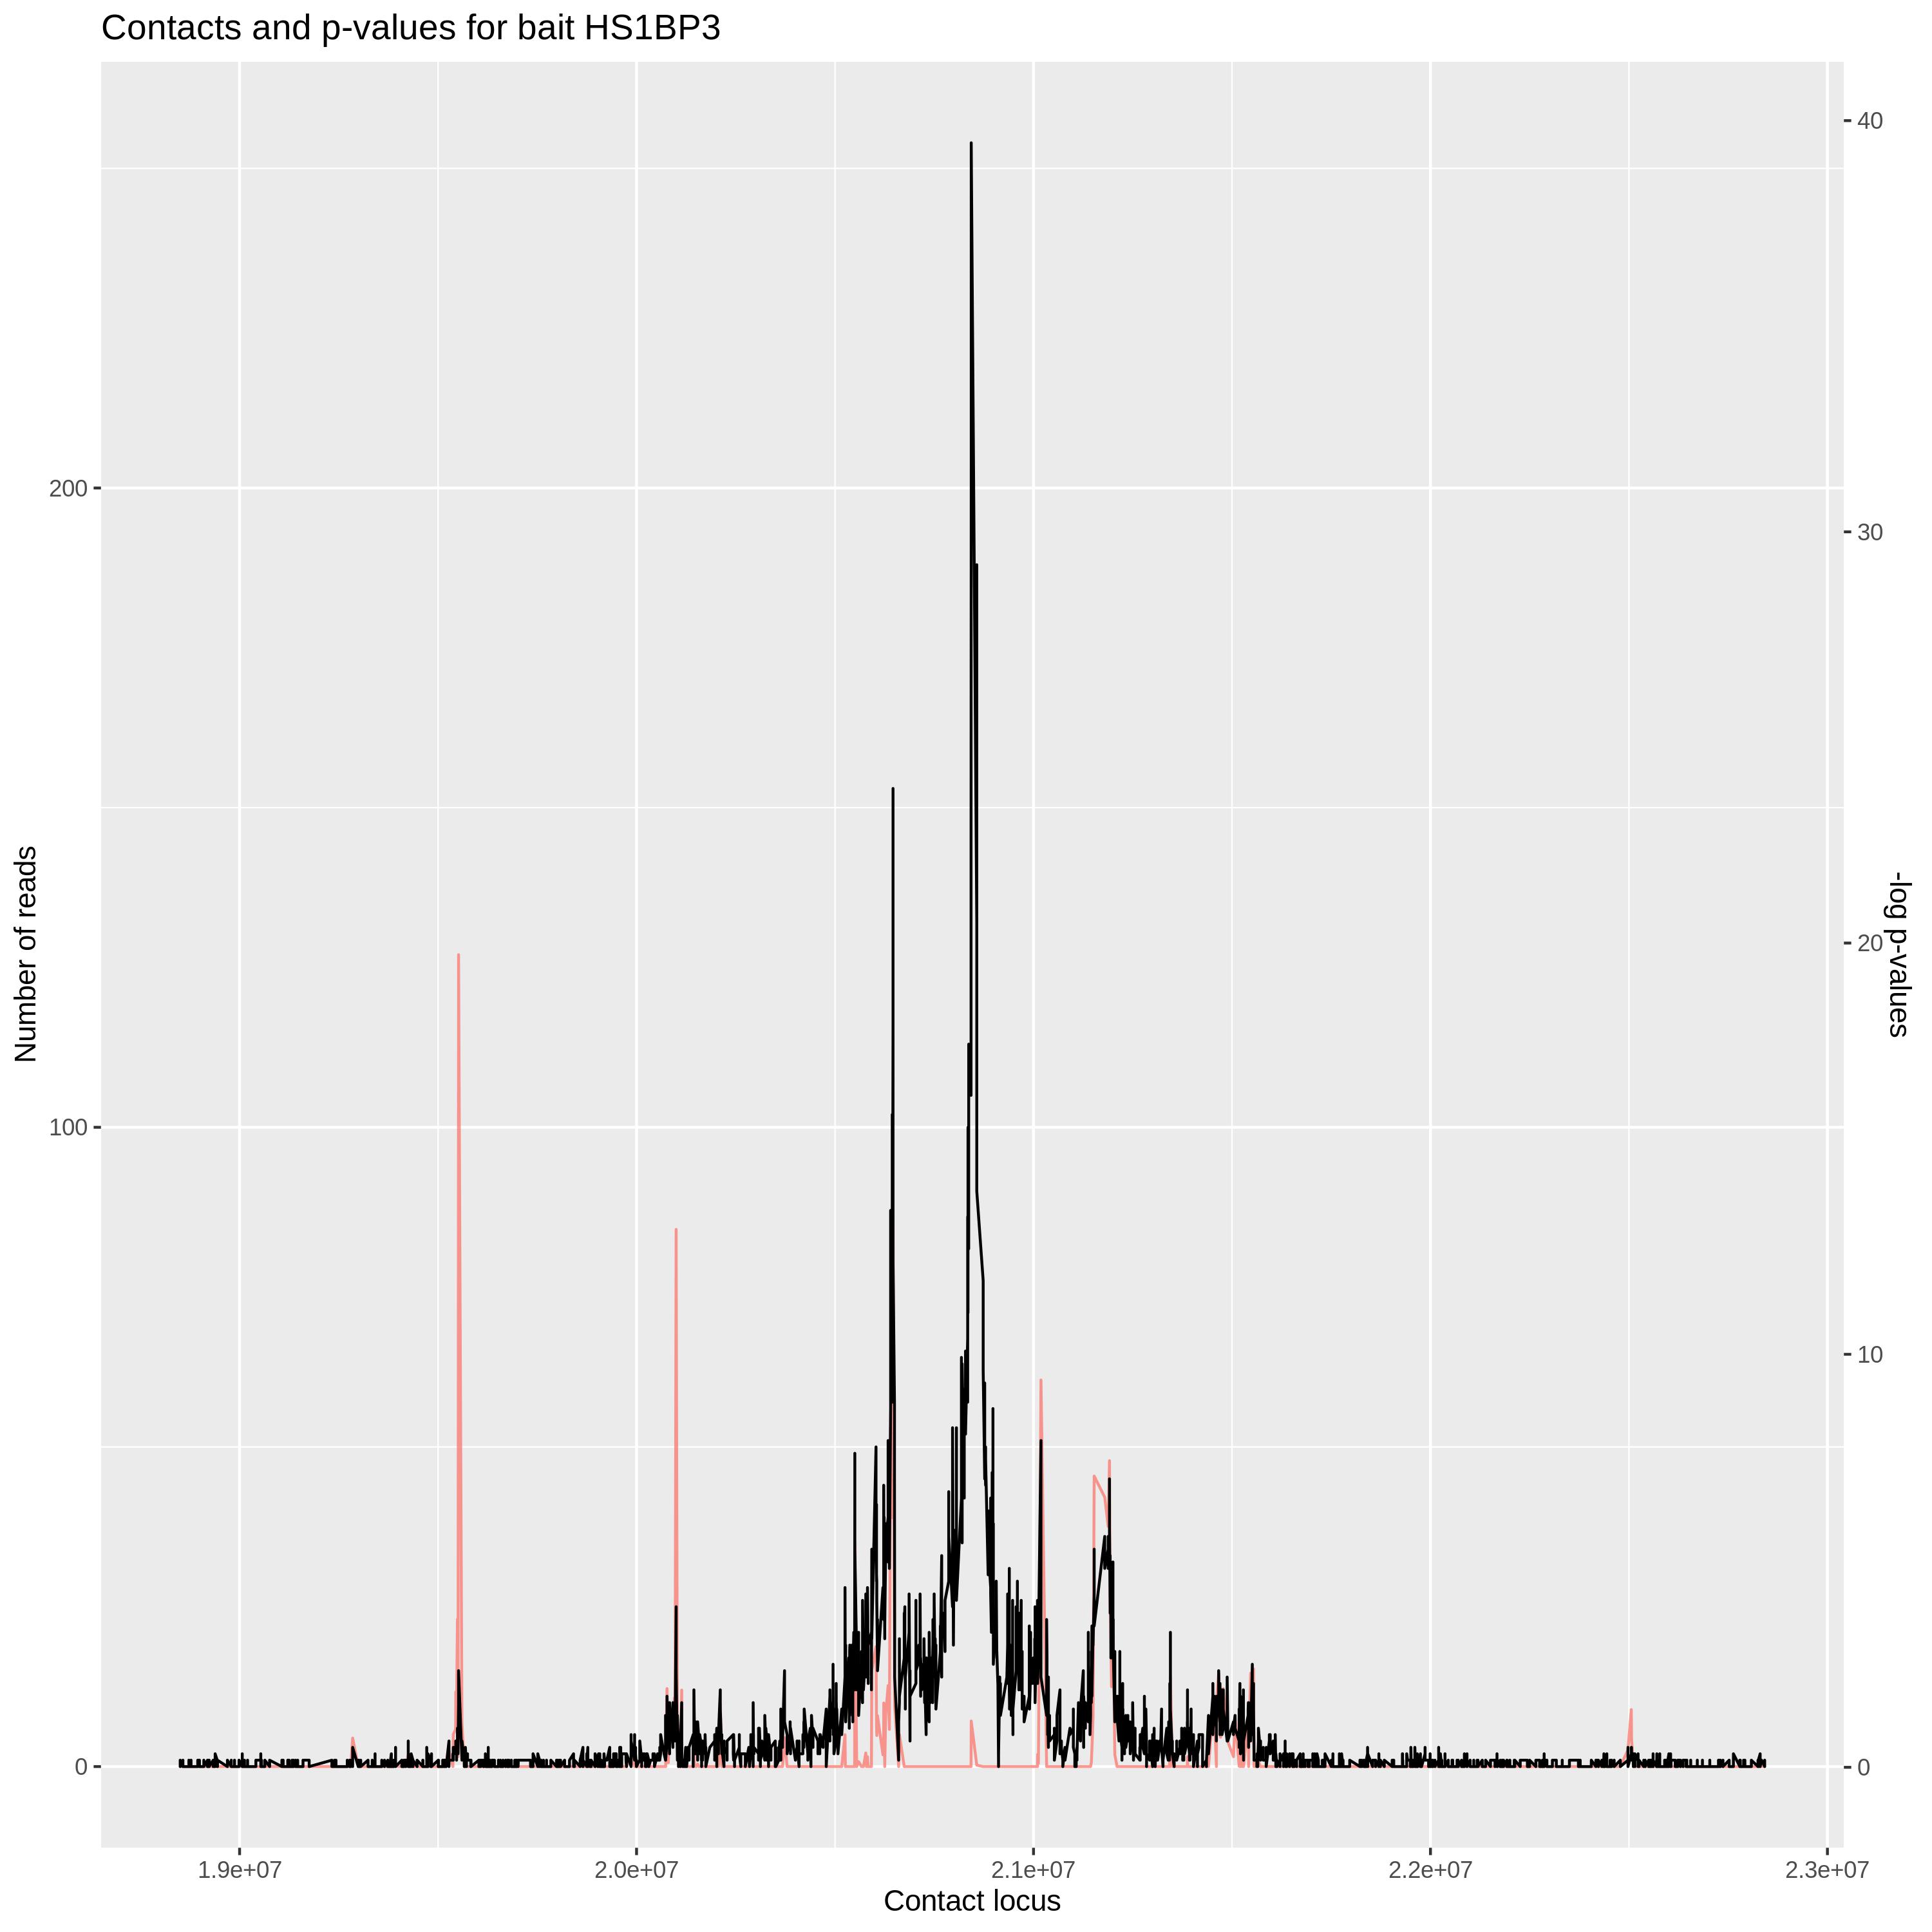 Contacts and p-values for bait HS1BP3
Number of reads
200
100
0
40
30
20
10
0
-log p-values
1.9e+07
2.0e+07
2.1e+07
2.2e+07
2.3e+07
Contact locus